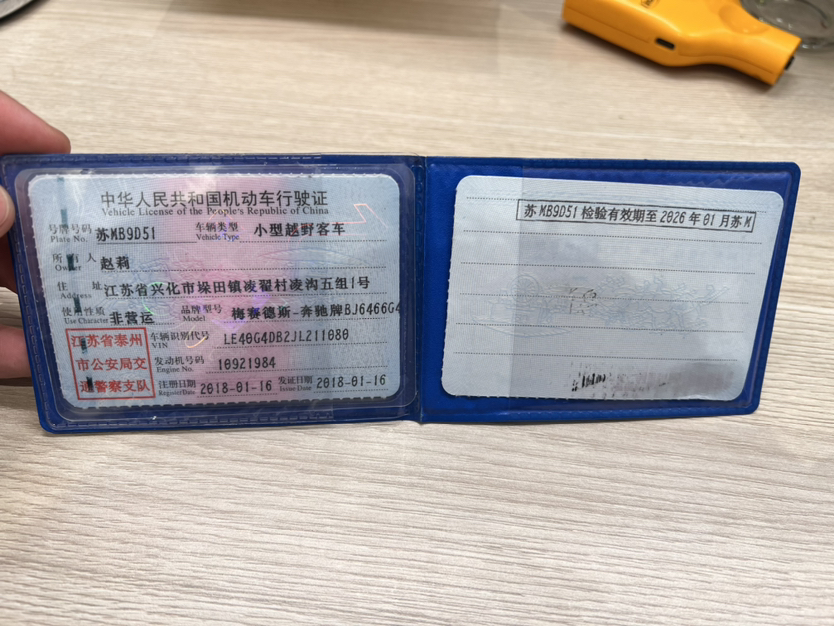 中华人民共和国机动车行驶证
Vehicle License of the People's Republic of China
号牌号码 Plate No. 苏MB9D51 车辆类型 Vehicle Type 小型越野客车
所有人 Owner 赵莉
住址 Address 江苏省兴化市垛田镇凌翟村凌沟五组1号
使用性质 Use Character 非营运 品牌型号 Model 梅赛德斯-奔驰牌BJ6466G4
江苏省泰州
市公安局交
通警察支队
车辆识别代号 VIN LE40G4DB2JL211080
发动机号码 Engine No. 10921984
注册日期 Register Date 2018-01-16 发证日期 Issue Date 2018-01-16
苏MB9D51检验有效期至2026年01月苏M